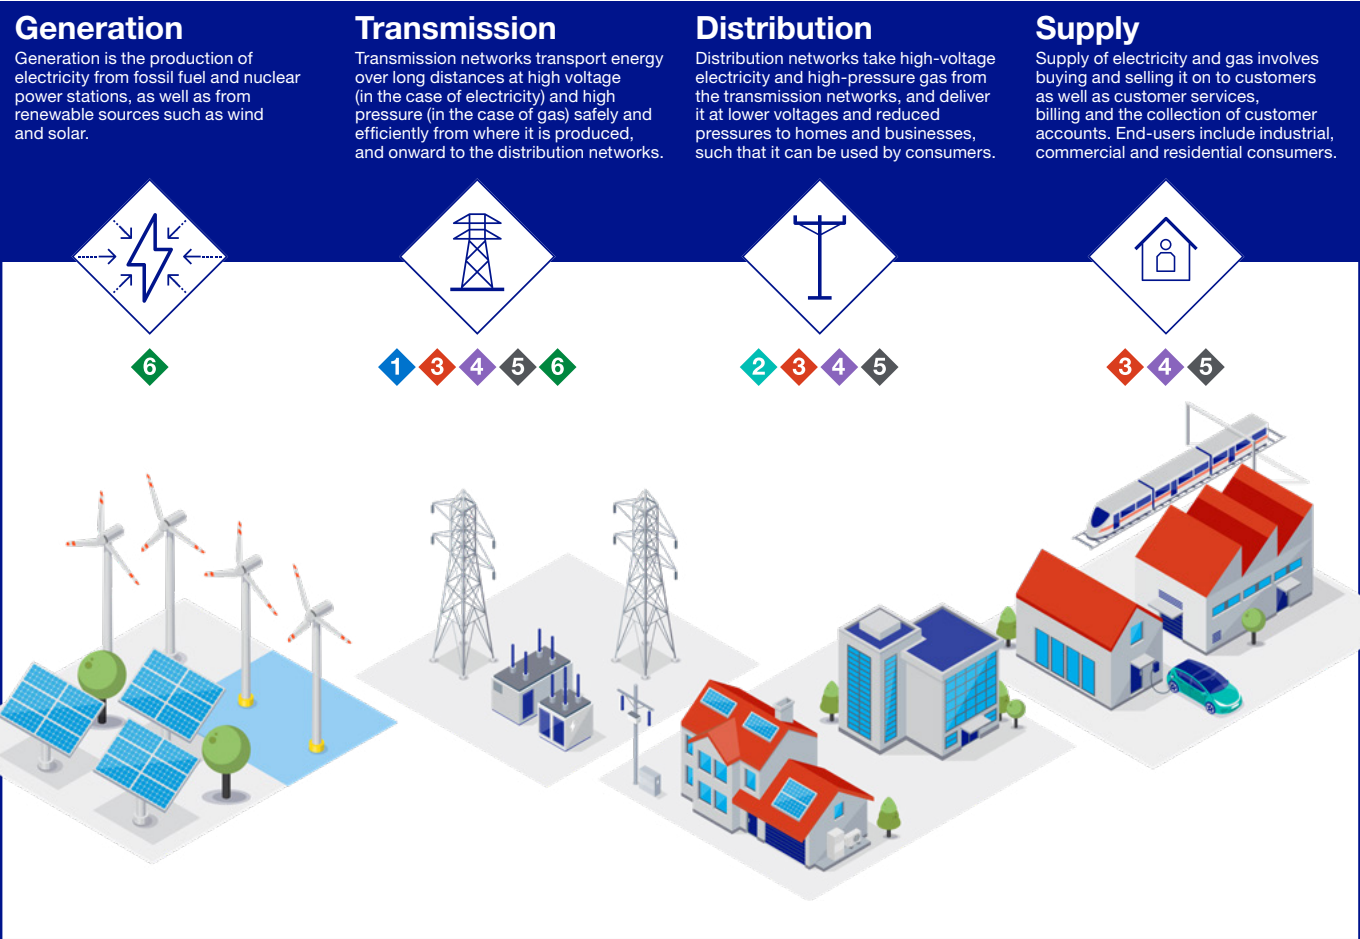 Generation
Generation is the production of
electricity from fossil fuel and nuclear
power stations, as well as from
renewable sources such as wind
and solar.
Transmission
Transmission networks transport energy
over long distances at high voltage
(in the case of electricity) and high
pressure (in the case of gas) safely and
efficiently from where it is produced,
and onward to the distribution networks.
Distribution
Distribution networks take high-voltage
electricity and high-pressure gas from
the transmission networks, and deliver
it at lower voltages and reduced
pressures to homes and businesses,
such that it can be used by consumers.
Supply
Supply of electricity and gas involves
buying and selling it on to customers
as well as customer services,
billing and the collection of customer
accounts. End-users include industrial,
commercial and residential consumers.
6
1 3 4 5 6
2 3 4 5
3 4 5